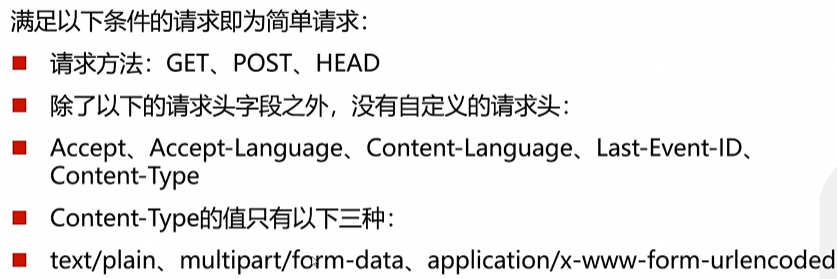 满足以下条件的请求即为简单请求：
请求方法：GET、POST、HEAD
除了以下的请求头字段之外，没有自定义的请求头：
Accept、Accept-Language、Content-Language、Last-Event-ID、
Content-Type
Content-Type的值只有以下三种：
text/plain、multipart/form-data、application/x-www-form-urlencoded